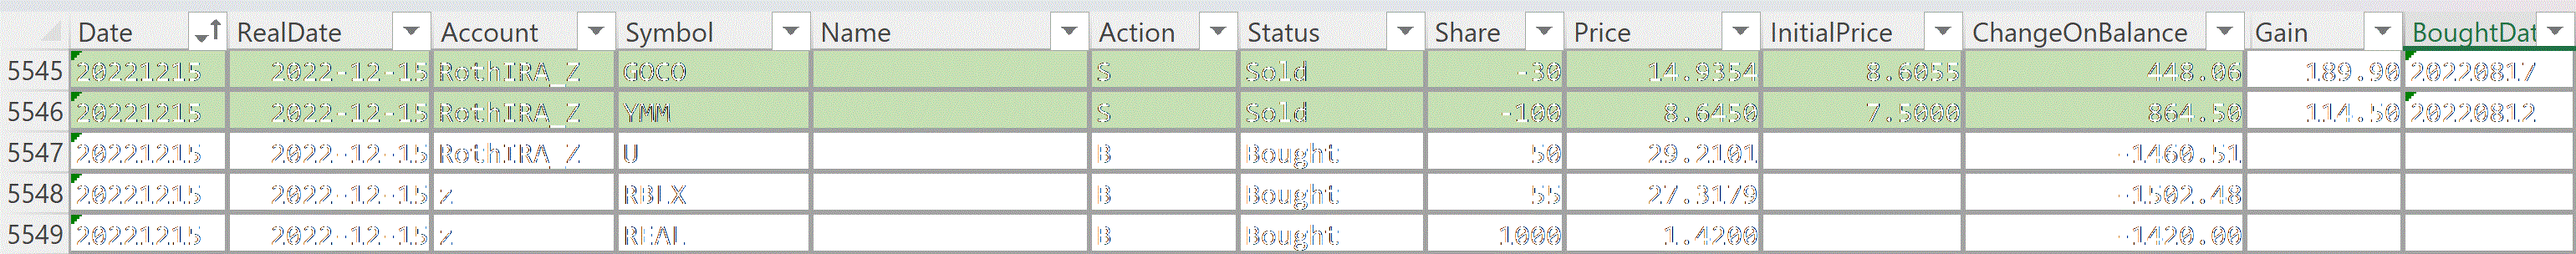 Date RealDate Account Symbol Name Action Status Share Price InitialPrice ChangeOnBalance Gain BoughtDat
5545 20221215 2022-12-15 RothIRA_Z GOCO S Sold -30 14.9354 8.6055 448.06 189.90 20220817
5546 20221215 2022-12-15 RothIRA_Z YMM S Sold -100 8.6450 7.5000 864.50 114.50 20220812
5547 20221215 2022-12-15 RothIRA_Z U B Bought 50 29.2101 -1460.51
5548 20221215 2022-12-15 z RBLX B Bought 55 27.3179 -1502.48
5549 20221215 2022-12-15 z REAL B Bought 1000 1.4200 -1420.00